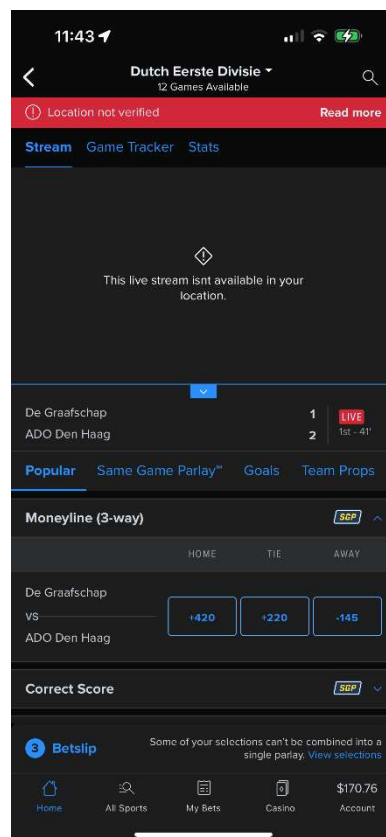 11:43
Dutch Eerste Divisie
12 Games Available
Location not verified Read more
Stream Game Tracker Stats
This live stream isnt available in your
location.
De Graafschap 1 LIVE
ADO Den Haag 2 1st - 41'
Popular Same Game Parlay™ Goals Team Props
Moneyline (3-way) SGP
HOME TIE AWAY
De Graafschap
VS +420 +220 -145
ADO Den Haag
Correct Score SGP
3 Betslip Some of your selections can't be combined into a
single parlay. View selections
Home All Sports My Bets Casino $170.76
Account